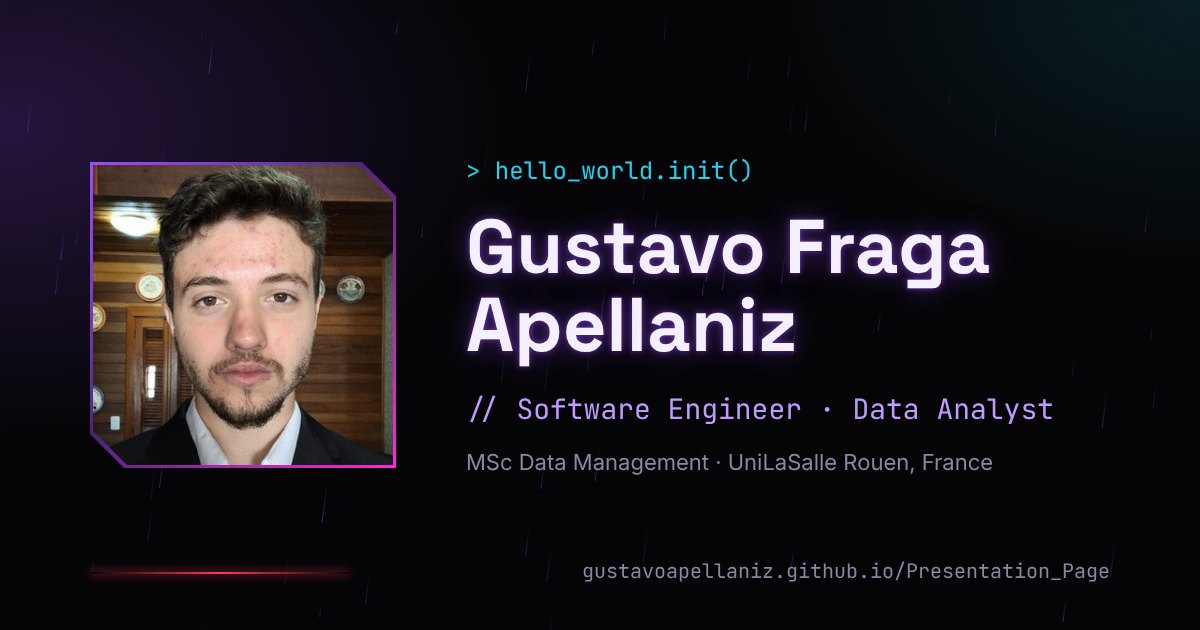 > hello_world.init()
Gustavo Fraga
Apellaniz
// Software Engineer · Data Analyst
MSc Data Management · UniLaSalle Rouen, France
gustavoapellaniz.github.io/Presentation_Page